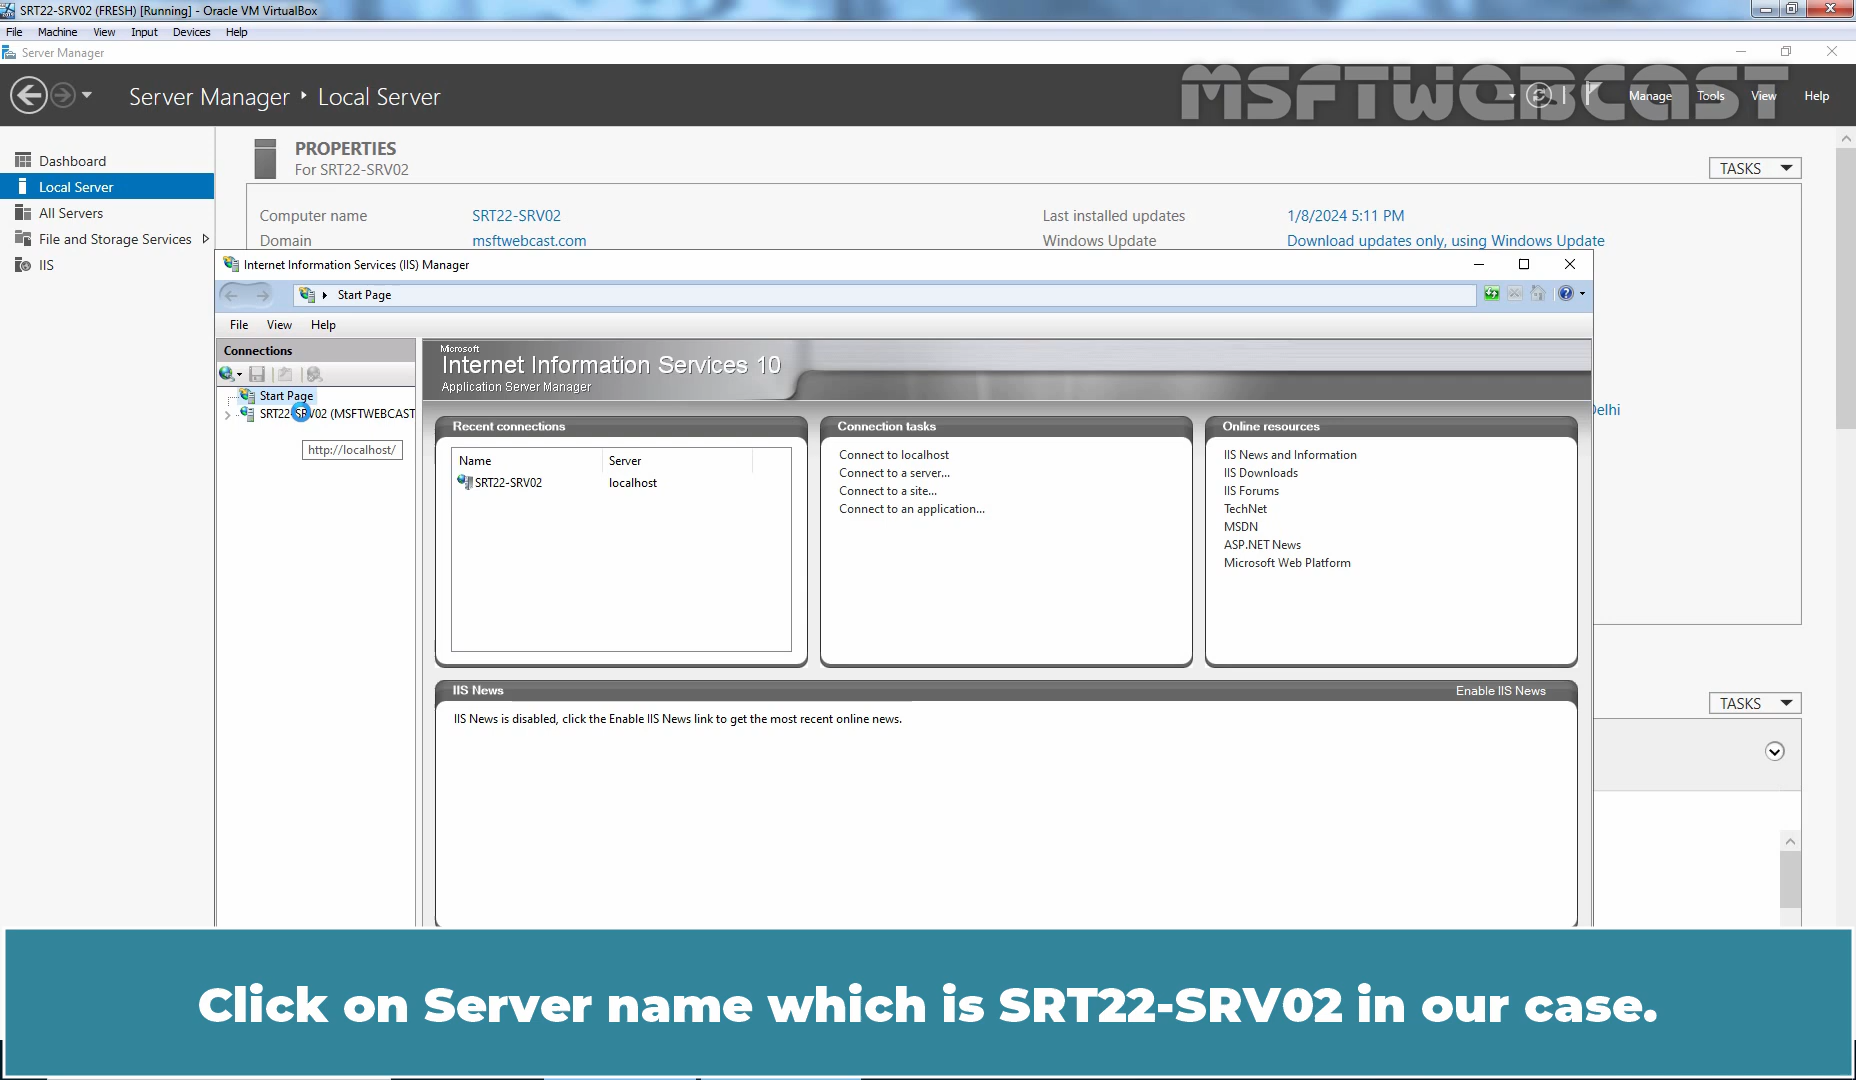 SRT22-SRV02 (FRESH) [Running] - Oracle VM VirtualBox
File Machine View Input Devices Help
Server Manager
Server Manager ‣ Local Server
MSFTWEBCAST
Manage Tools View Help
Dashboard
Local Server
All Servers
File and Storage Services
IIS
PROPERTIES
For SRT22-SRV02
TASKS
Computer name SRT22-SRV02 Last installed updates 1/8/2024 5:11 PM
Domain msftwebcast.com Windows Update Download updates only, using Windows Update
Internet Information Services (IIS) Manager
Start Page
File View Help
Connections
Start Page
SRT22-SRV02 (MSFTWEBCAST
http://localhost/
Microsoft
Internet Information Services 10
Application Server Manager
Recent connections
Name Server
SRT22-SRV02 localhost
Connection tasks
Connect to localhost
Connect to a server...
Connect to a site...
Connect to an application...
Online resources
IIS News and Information
IIS Downloads
IIS Forums
TechNet
MSDN
ASP.NET News
Microsoft Web Platform
Delhi
IIS News Enable IIS News
IIS News is disabled, click the Enable IIS News link to get the most recent online news.
TASKS
Click on Server name which is SRT22-SRV02 in our case.